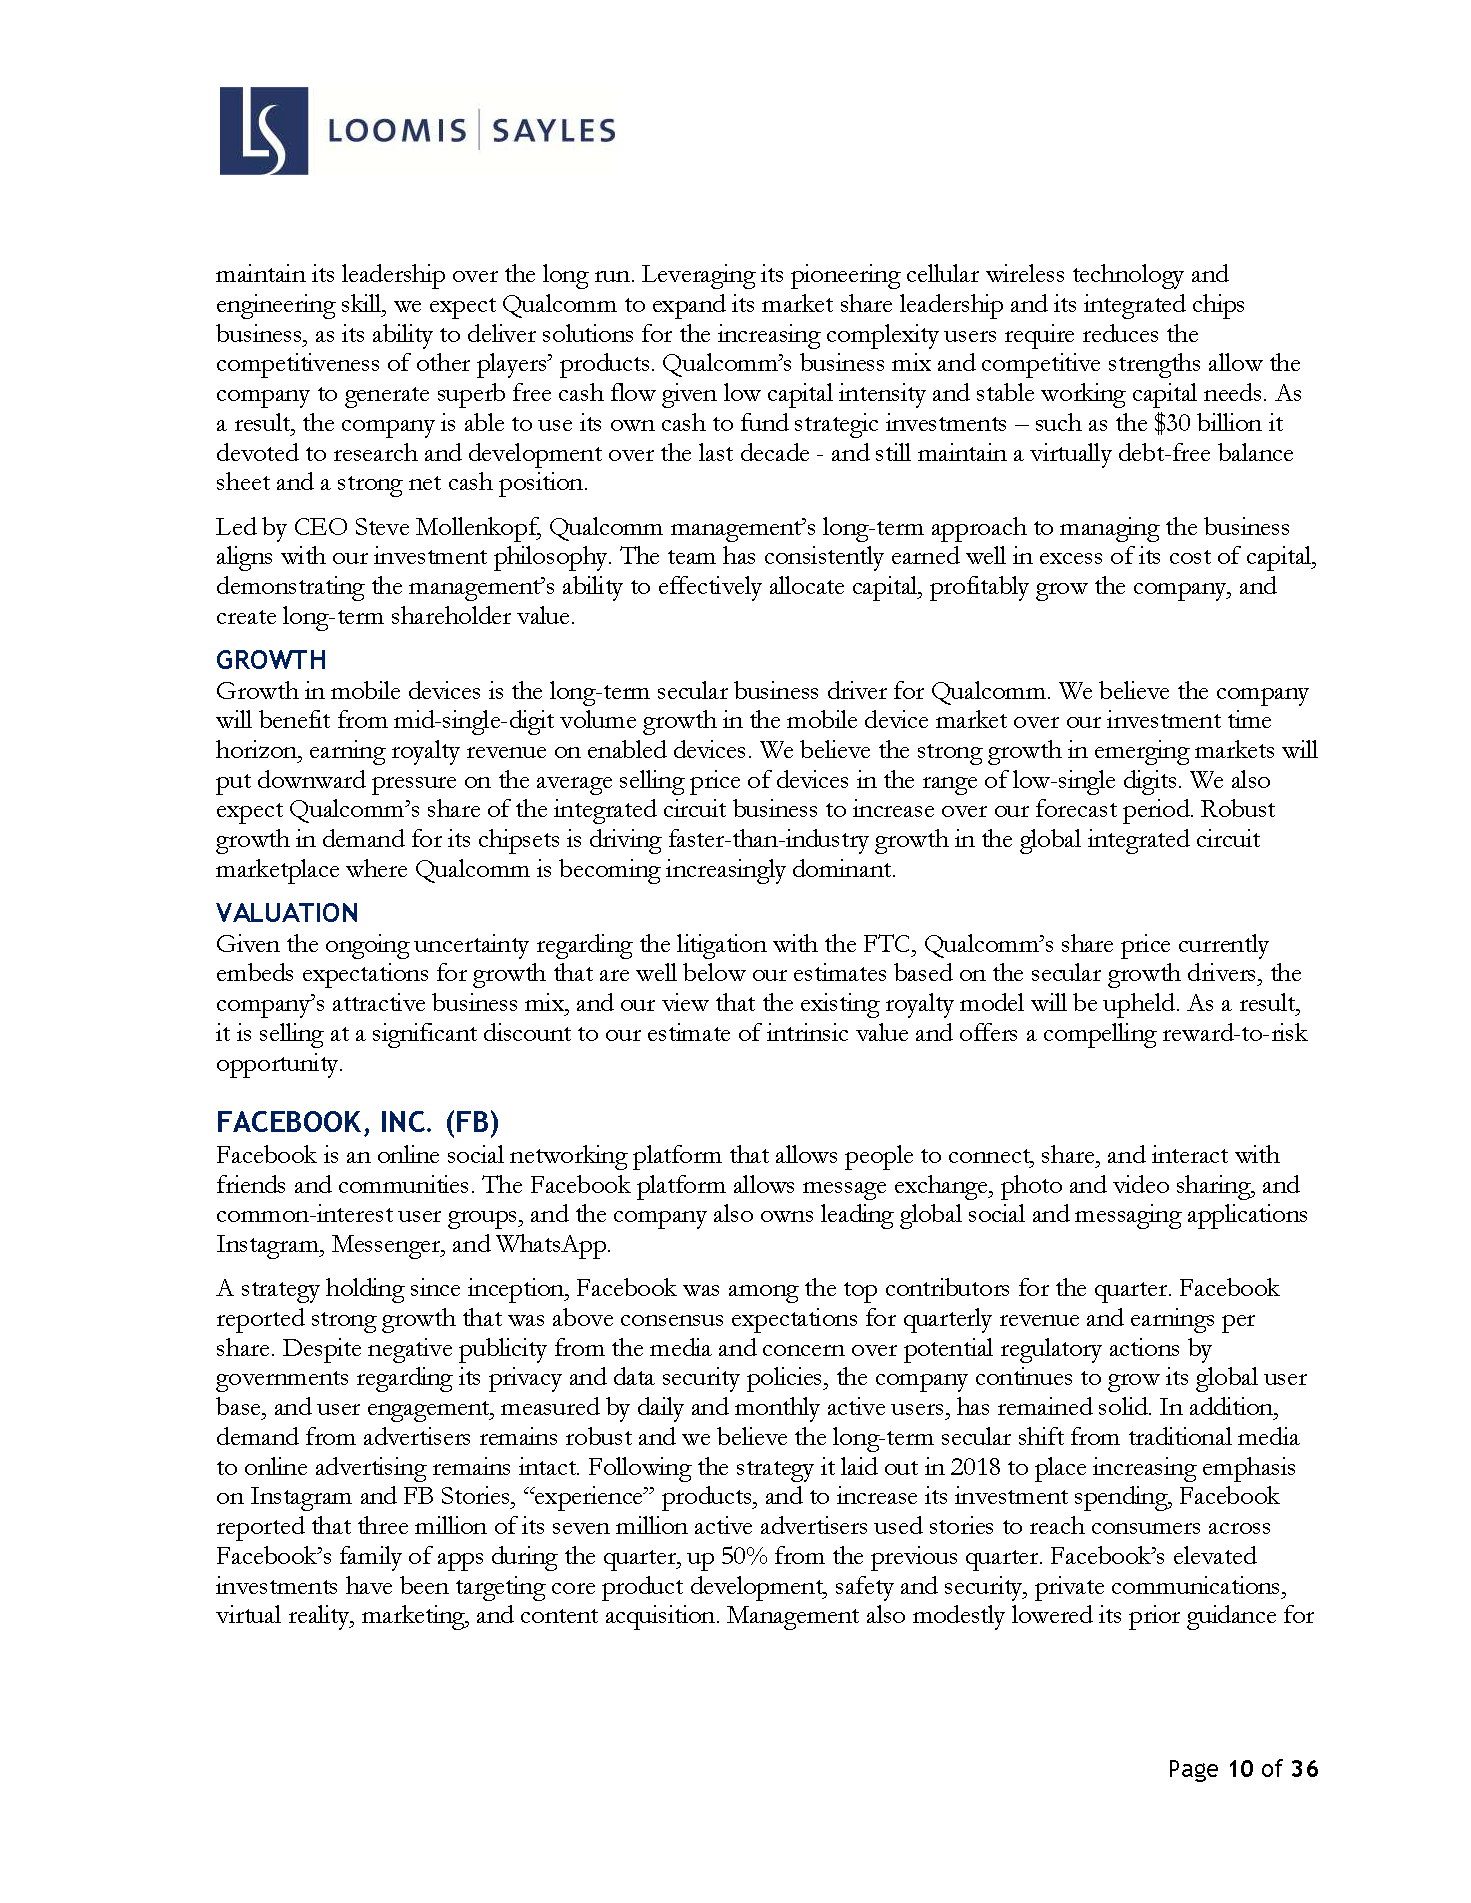 LS LOOMIS | SAYLES
maintain its leadership over the long run. Leveraging its pioneering cellular wireless technology and
engineering skill, we expect Qualcomm to expand its market share leadership and its integrated chips
business, as its ability to deliver solutions for the increasing complexity users require reduces the
competitiveness of other players’ products. Qualcomm’s business mix and competitive strengths allow the
company to generate superb free cash flow given low capital intensity and stable working capital needs. As
a result, the company is able to use its own cash to fund strategic investments – such as the $30 billion it
devoted to research and development over the last decade - and still maintain a virtually debt-free balance
sheet and a strong net cash position.
Led by CEO Steve Mollenkopf, Qualcomm management’s long-term approach to managing the business
aligns with our investment philosophy. The team has consistently earned well in excess of its cost of capital,
demonstrating the management’s ability to effectively allocate capital, profitably grow the company, and
create long-term shareholder value.
GROWTH
Growth in mobile devices is the long-term secular business driver for Qualcomm. We believe the company
will benefit from mid-single-digit volume growth in the mobile device market over our investment time
horizon, earning royalty revenue on enabled devices. We believe the strong growth in emerging markets will
put downward pressure on the average selling price of devices in the range of low-single digits. We also
expect Qualcomm’s share of the integrated circuit business to increase over our forecast period. Robust
growth in demand for its chipsets is driving faster-than-industry growth in the global integrated circuit
marketplace where Qualcomm is becoming increasingly dominant.
VALUATION
Given the ongoing uncertainty regarding the litigation with the FTC, Qualcomm’s share price currently
embeds expectations for growth that are well below our estimates based on the secular growth drivers, the
company’s attractive business mix, and our view that the existing royalty model will be upheld. As a result,
it is selling at a significant discount to our estimate of intrinsic value and offers a compelling reward-to-risk
opportunity.
FACEBOOK, INC. (FB)
Facebook is an online social networking platform that allows people to connect, share, and interact with
friends and communities. The Facebook platform allows message exchange, photo and video sharing, and
common-interest user groups, and the company also owns leading global social and messaging applications
Instagram, Messenger, and WhatsApp.
A strategy holding since inception, Facebook was among the top contributors for the quarter. Facebook
reported strong growth that was above consensus expectations for quarterly revenue and earnings per
share. Despite negative publicity from the media and concern over potential regulatory actions by
governments regarding its privacy and data security policies, the company continues to grow its global user
base, and user engagement, measured by daily and monthly active users, has remained solid. In addition,
demand from advertisers remains robust and we believe the long-term secular shift from traditional media
to online advertising remains intact. Following the strategy it laid out in 2018 to place increasing emphasis
on Instagram and FB Stories, “experience” products, and to increase its investment spending, Facebook
reported that three million of its seven million active advertisers used stories to reach consumers across
Facebook’s family of apps during the quarter, up 50% from the previous quarter. Facebook’s elevated
investments have been targeting core product development, safety and security, private communications,
virtual reality, marketing, and content acquisition. Management also modestly lowered its prior guidance for
Page 10 of 36